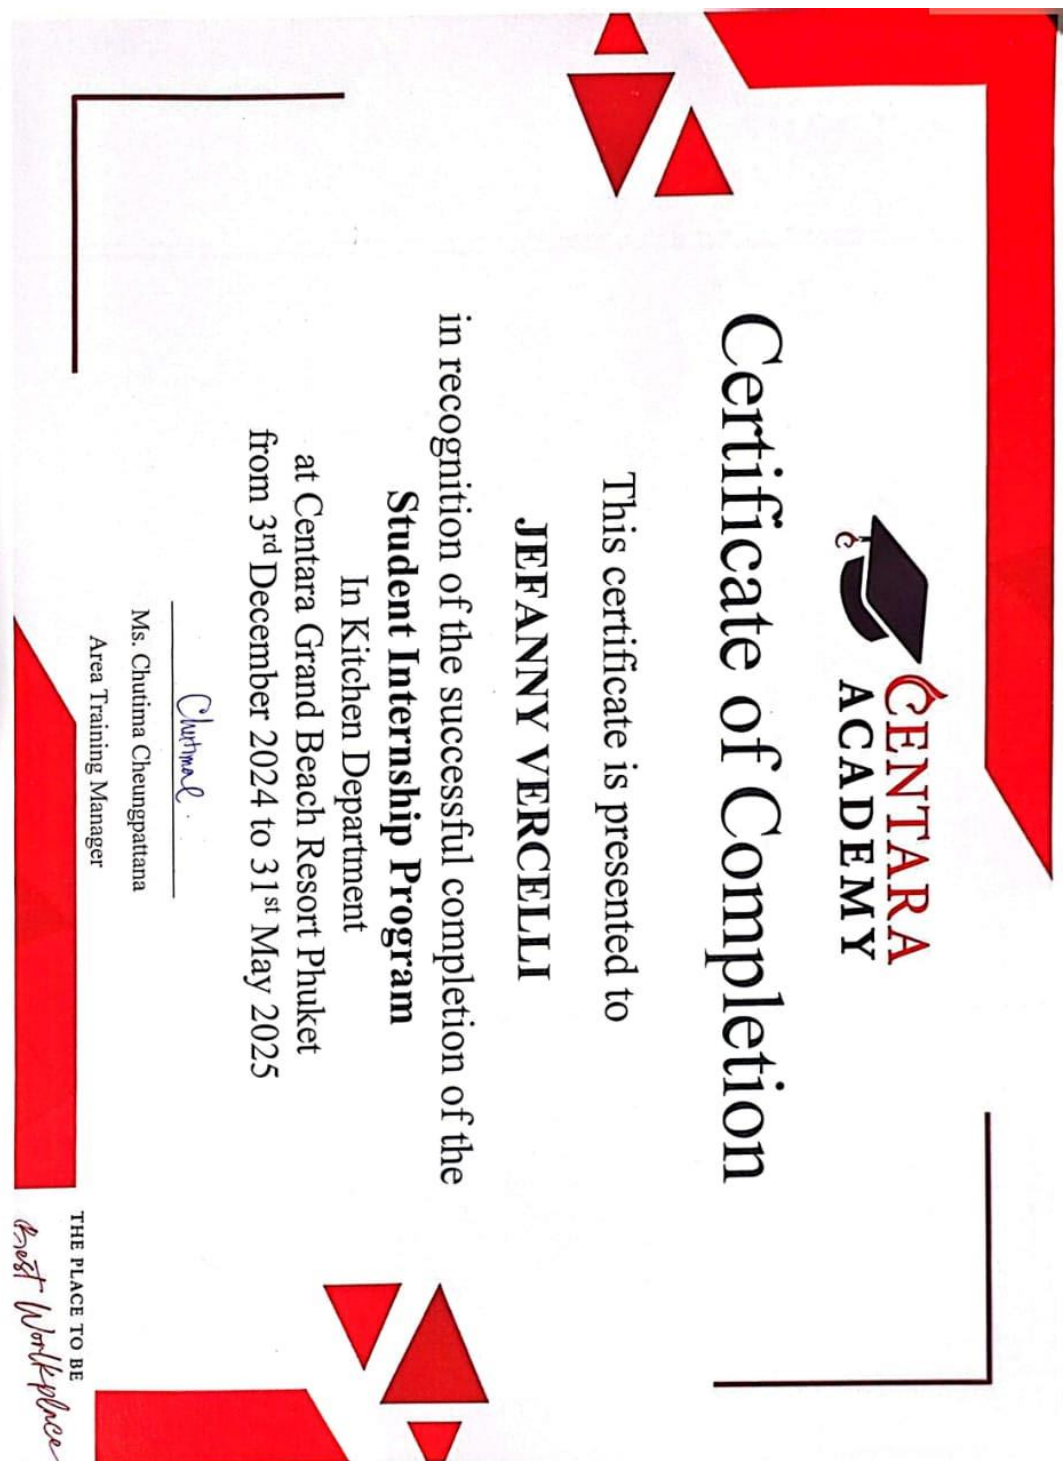 CENTARA
ACADEMY
Certificate of Completion
This certificate is presented to
JEFANNY VERCELLI
in recognition of the successful completion of the
Student Internship Program
In Kitchen Department
at Centara Grand Beach Resort Phuket
from 3rd December 2024 to 31st May 2025
Chutimal.
Ms. Chutima Cheungpattana
Area Training Manager
THE PLACE TO BE
Best Workplace